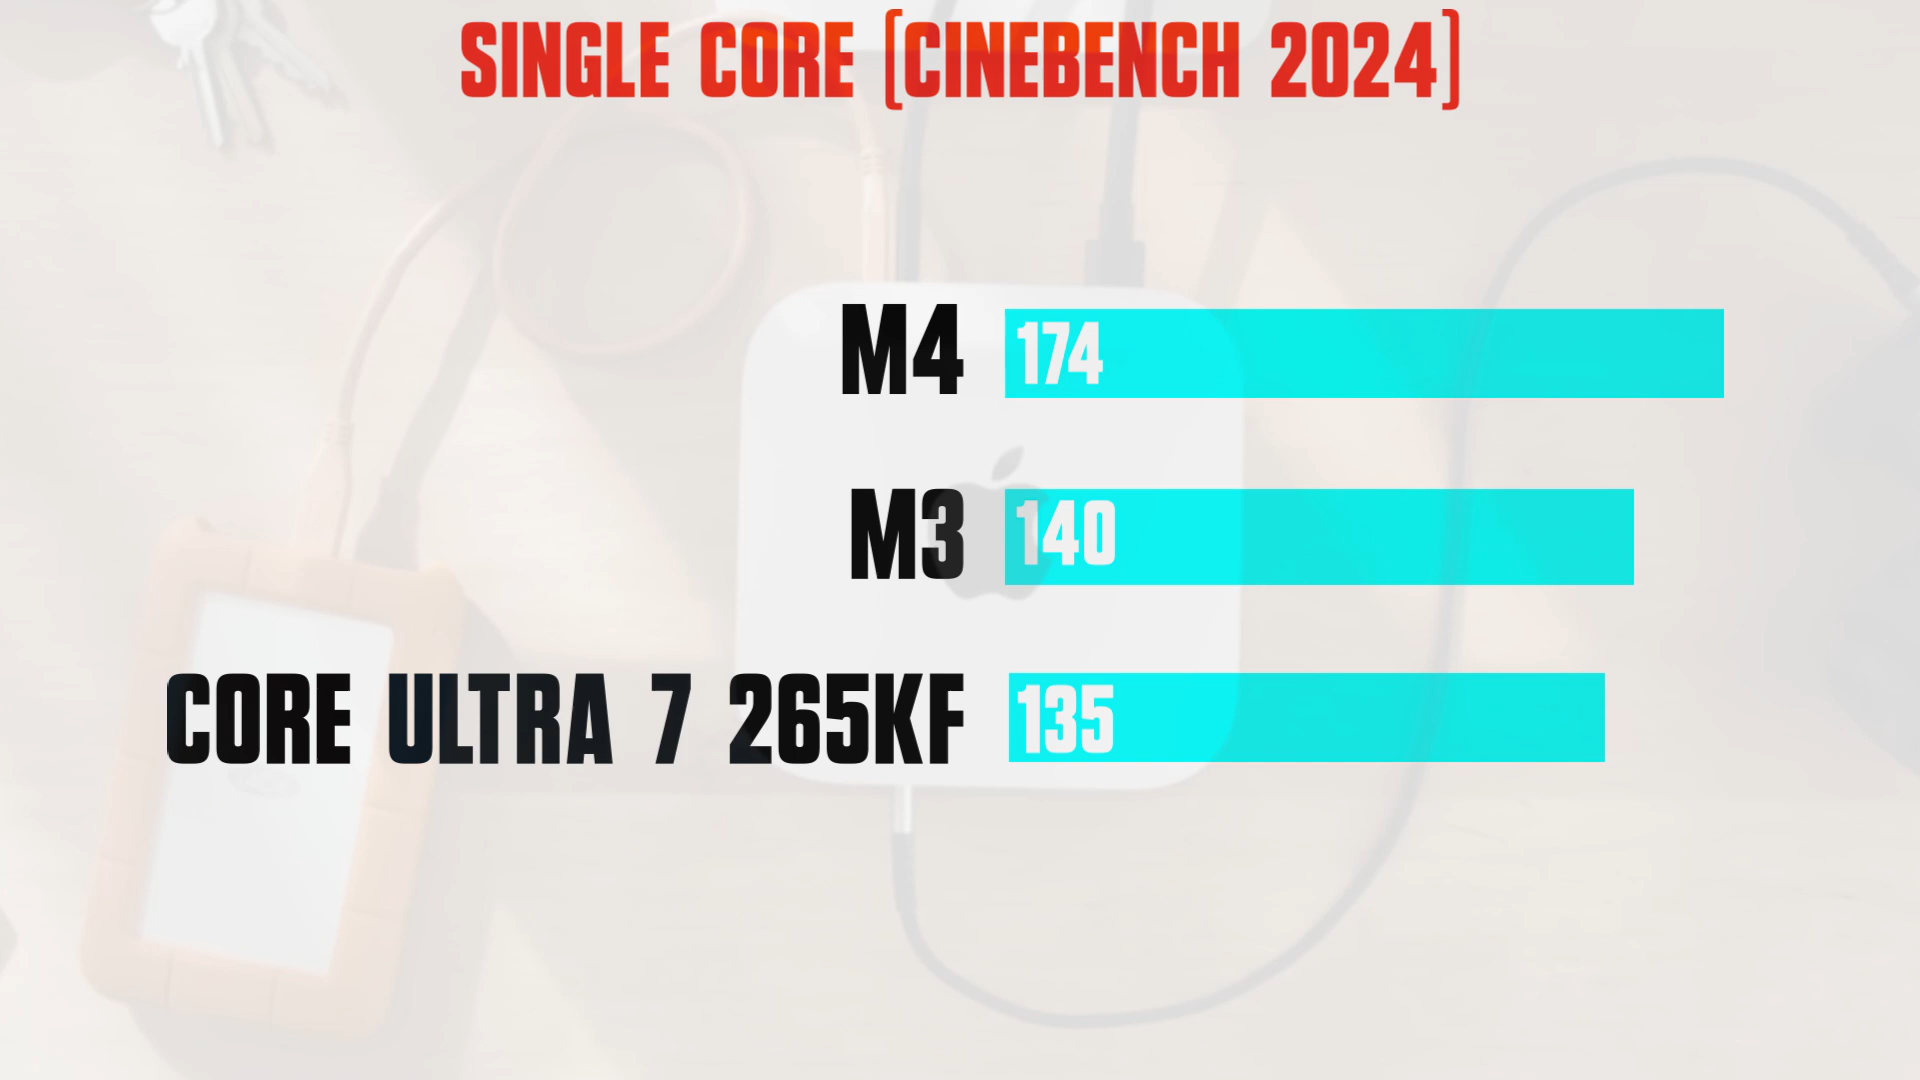 SINGLE CORE (CINEBENCH 2024)
M4 174
M3 140
CORE ULTRA 7 265KF 135